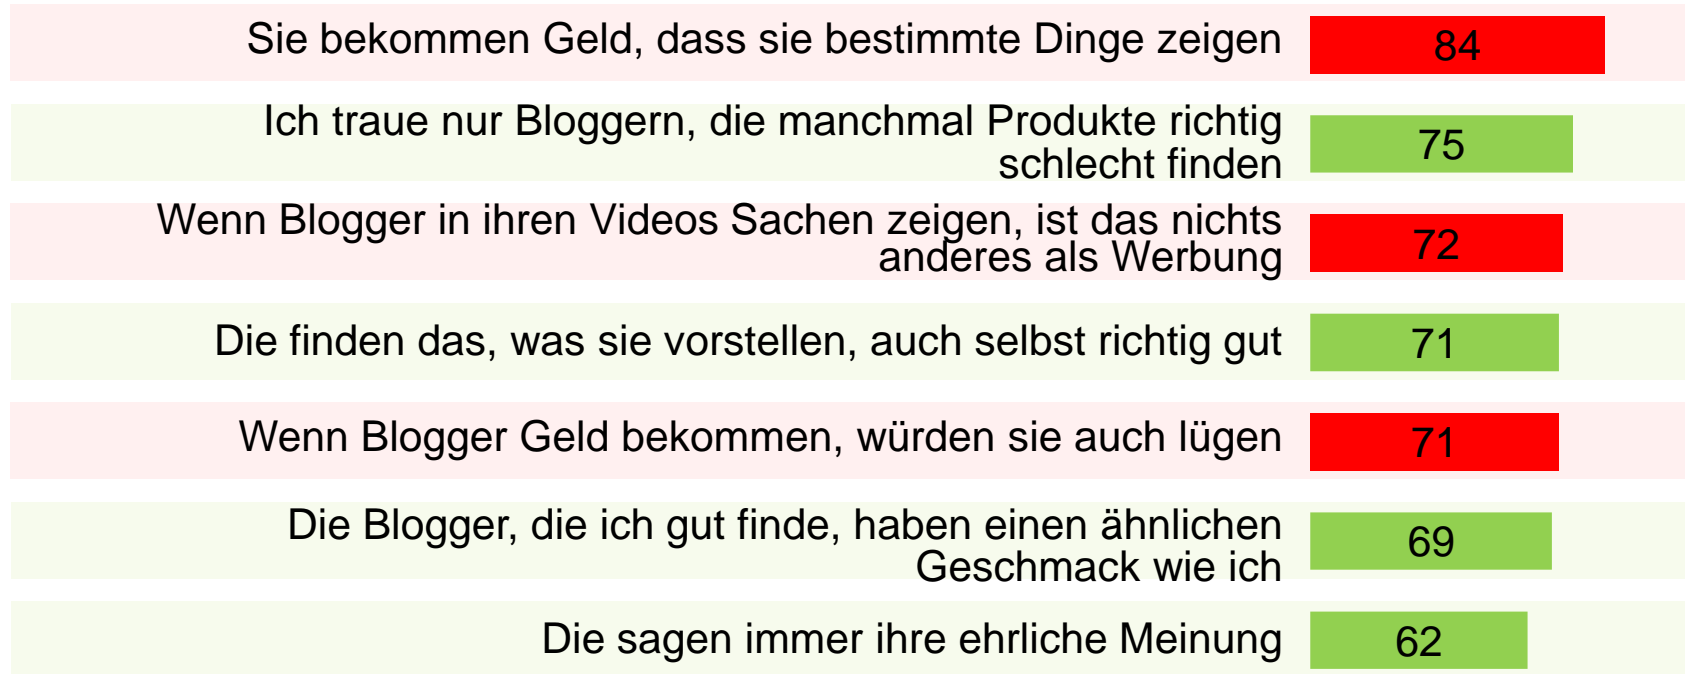 Sie bekommen Geld, dass sie bestimmte Dinge zeigen 84
Ich traue nur Bloggern, die manchmal Produkte richtig
schlecht finden 75
Wenn Blogger in ihren Videos Sachen zeigen, ist das nichts
anderes als Werbung 72
Die finden das, was sie vorstellen, auch selbst richtig gut 71
Wenn Blogger Geld bekommen, würden sie auch lügen 71
Die Blogger, die ich gut finde, haben einen ähnlichen
Geschmack wie ich 69
Die sagen immer ihre ehrliche Meinung 62